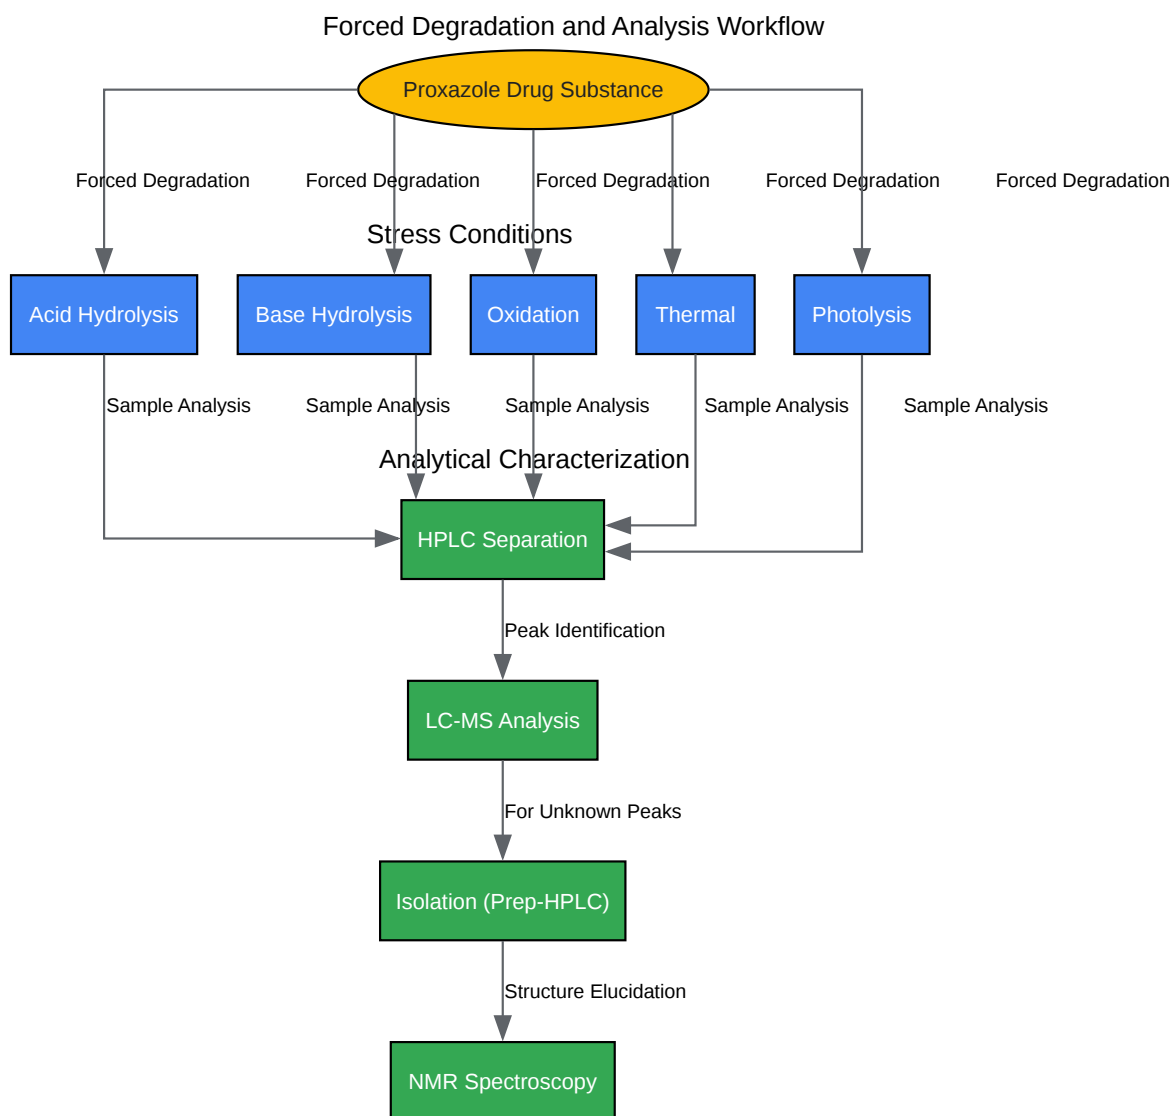 Forced Degradation and Analysis Workflow
Proxazole Drug Substance
Forced Degradation
Forced Degradation
Forced Degradation
Forced Degradation
Forced Degradation
Stress Conditions
Acid Hydrolysis
Base Hydrolysis
Oxidation
Thermal
Photolysis
Sample Analysis
Sample Analysis
Sample Analysis
Sample Analysis
Sample Analysis
Analytical Characterization
HPLC Separation
Peak Identification
LC-MS Analysis
For Unknown Peaks
Isolation (Prep-HPLC)
Structure Elucidation
NMR Spectroscopy